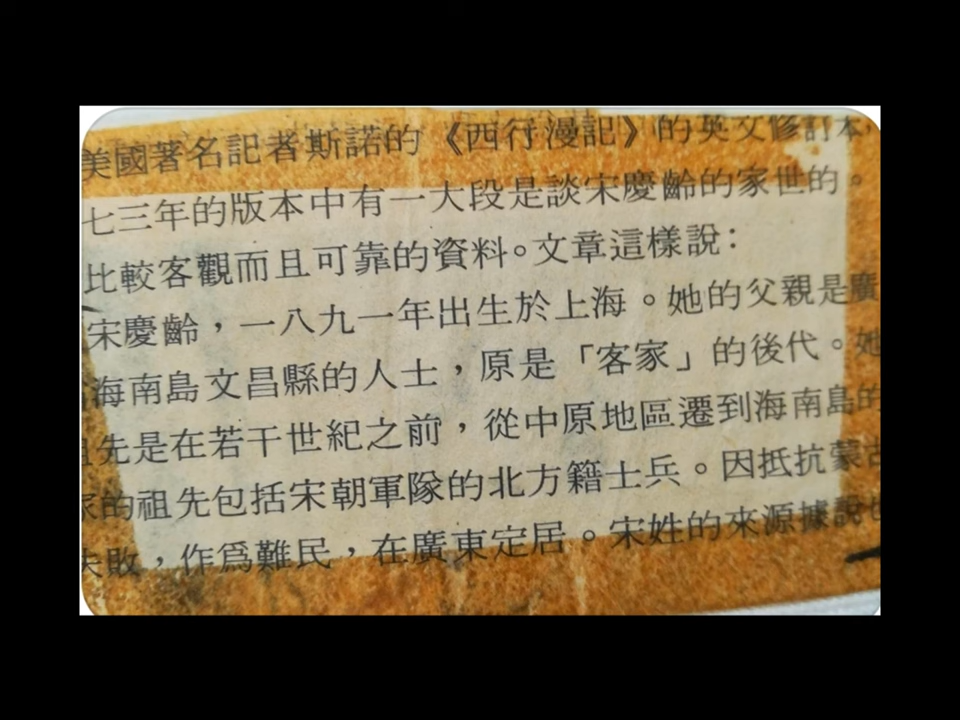 美國著名記者斯諾的《西行漫記》的英文修訂本
七三年的版本中有一大段是談宋慶齡的家世的。
比較客觀而且可靠的資料。文章這樣說：
宋慶齡，一八九一年出生於上海。她的父親是廣
海南島文昌縣的人士，原是「客家」的後代。她
先是在若干世紀之前，從中原地區遷到海南島的
的祖先包括宋朝軍隊的北方籍士兵。因抵抗蒙古
失敗，作爲難民，在廣東定居。宋姓的來源據說